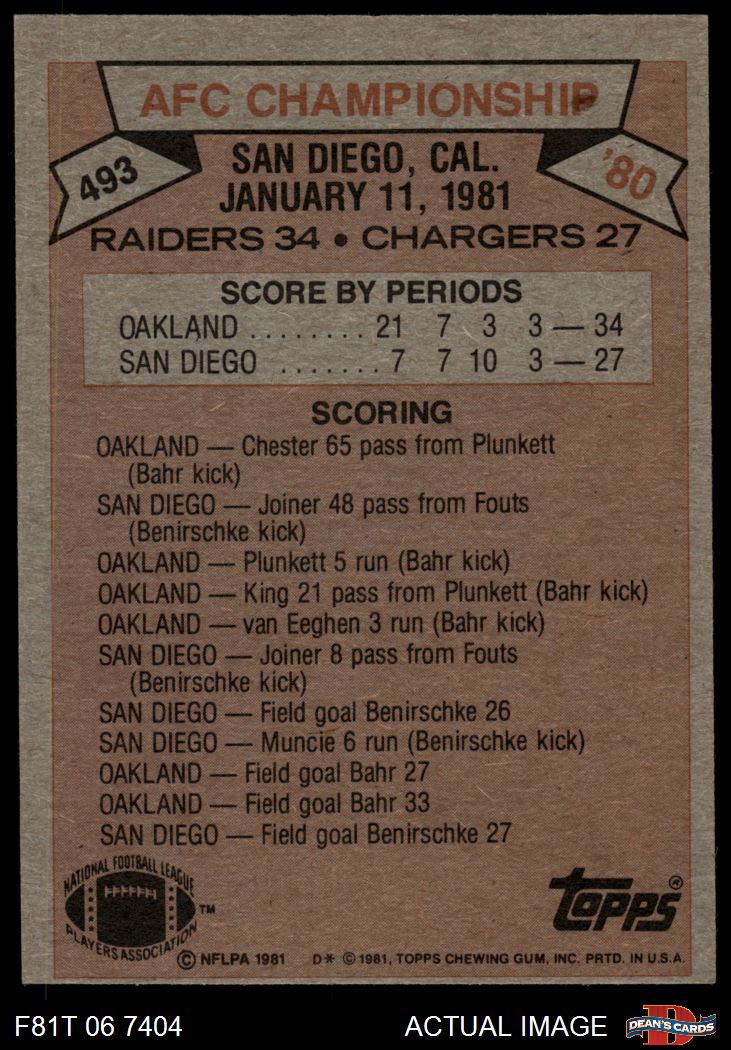 AFC CHAMPIONSHIP
493
'80
SAN DIEGO, CAL.
JANUARY 11, 1981
RAIDERS 34 • CHARGERS 27
SCORE BY PERIODS
OAKLAND ........ 21 7 3 3 — 34
SAN DIEGO ....... 7 7 10 3 — 27
SCORING
OAKLAND — Chester 65 pass from Plunkett
(Bahr kick)
SAN DIEGO — Joiner 48 pass from Fouts
(Benirschke kick)
OAKLAND — Plunkett 5 run (Bahr kick)
OAKLAND — King 21 pass from Plunkett (Bahr kick)
OAKLAND — van Eeghen 3 run (Bahr kick)
SAN DIEGO — Joiner 8 pass from Fouts
(Benirschke kick)
SAN DIEGO — Field goal Benirschke 26
SAN DIEGO — Muncie 6 run (Benirschke kick)
OAKLAND — Field goal Bahr 27
OAKLAND — Field goal Bahr 33
SAN DIEGO — Field goal Benirschke 27
NATIONAL FOOTBALL LEAGUE
PLAYERS ASSOCIATION
TM
topps®
© NFLPA 1981
D* © 1981, TOPPS CHEWING GUM, INC. PRTD. IN U.S.A.
F81T 06 7404
ACTUAL IMAGE
D
DEAN'S CARDS